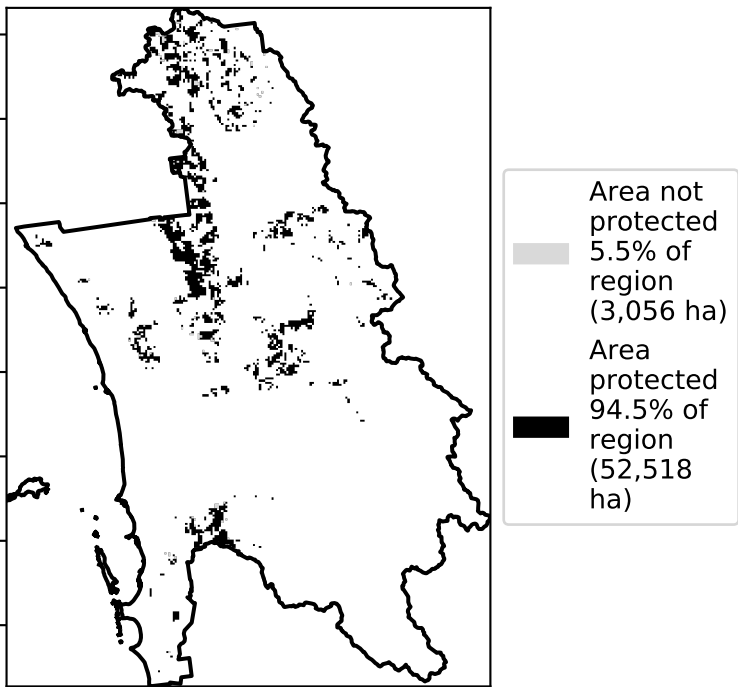 Area not
protected
5.5% of
region
(3,056 ha)
Area
protected
94.5% of
region
(52,518
ha)